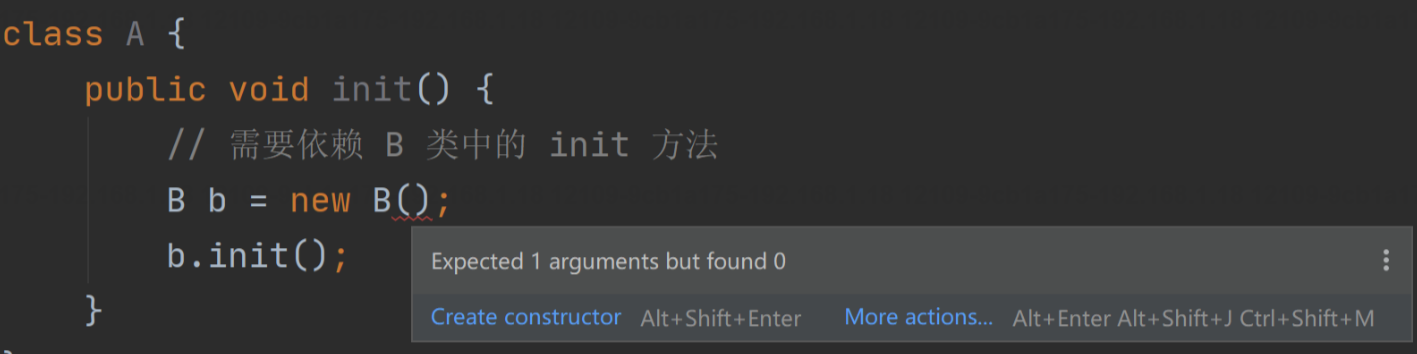 class A {
public void init() {
// 需要依赖 B 类中的 init 方法
B b = new B();
b.init();
Expected 1 arguments but found 0
Create constructor Alt+Shift+Enter More actions... Alt+Enter Alt+Shift+J Ctrl+Shift+M
}